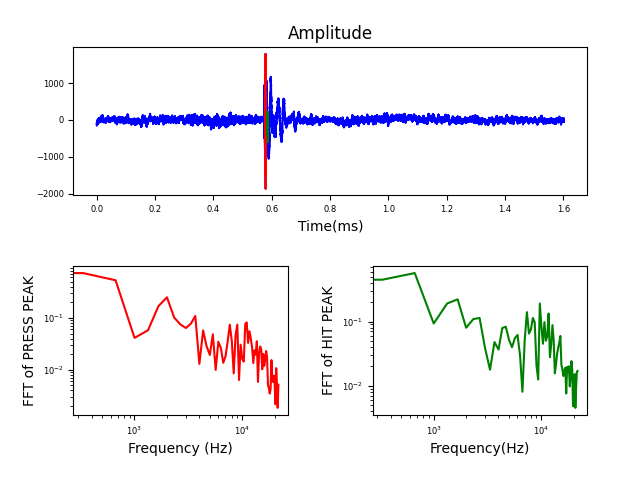 Amplitude
1000
0
−1000
−2000
0.0 0.2 0.4 0.6 0.8 1.0 1.2 1.4 1.6
Time(ms)
FFT of PRESS PEAK
10⁻¹
10⁻²
10³ 10⁴
Frequency (Hz)
FFT of HIT PEAK
10⁻¹
10⁻²
10³ 10⁴
Frequency(Hz)